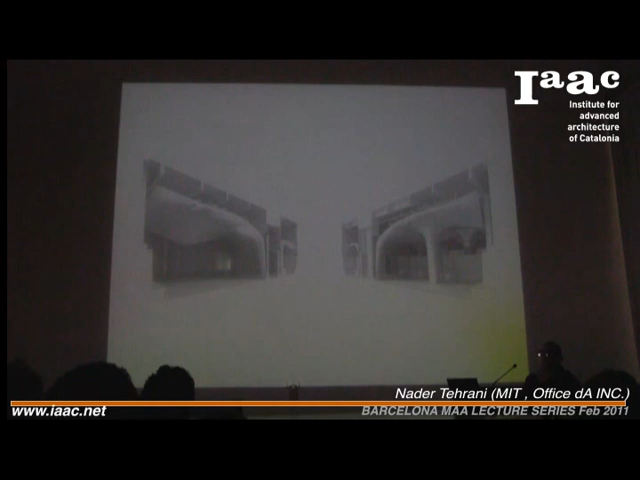 Iaac
Institute for
advanced
architecture
of Catalonia
Nader Tehrani (MIT , Office dA INC.)
www.iaac.net
BARCELONA MAA LECTURE SERIES Feb 2011